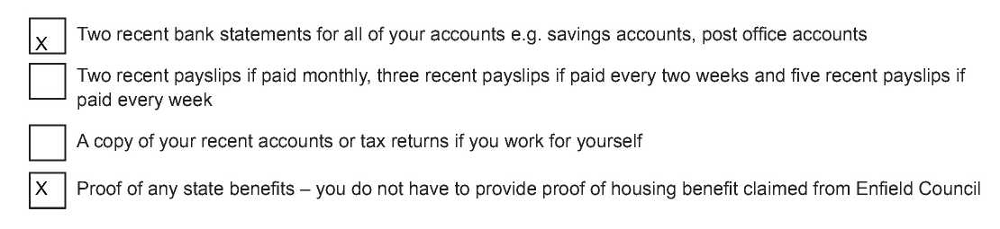 X Two recent bank statements for all of your accounts e.g. savings accounts, post office accounts
Two recent payslips if paid monthly, three recent payslips if paid every two weeks and five recent payslips if
paid every week
A copy of your recent accounts or tax returns if you work for yourself
X Proof of any state benefits – you do not have to provide proof of housing benefit claimed from Enfield Council